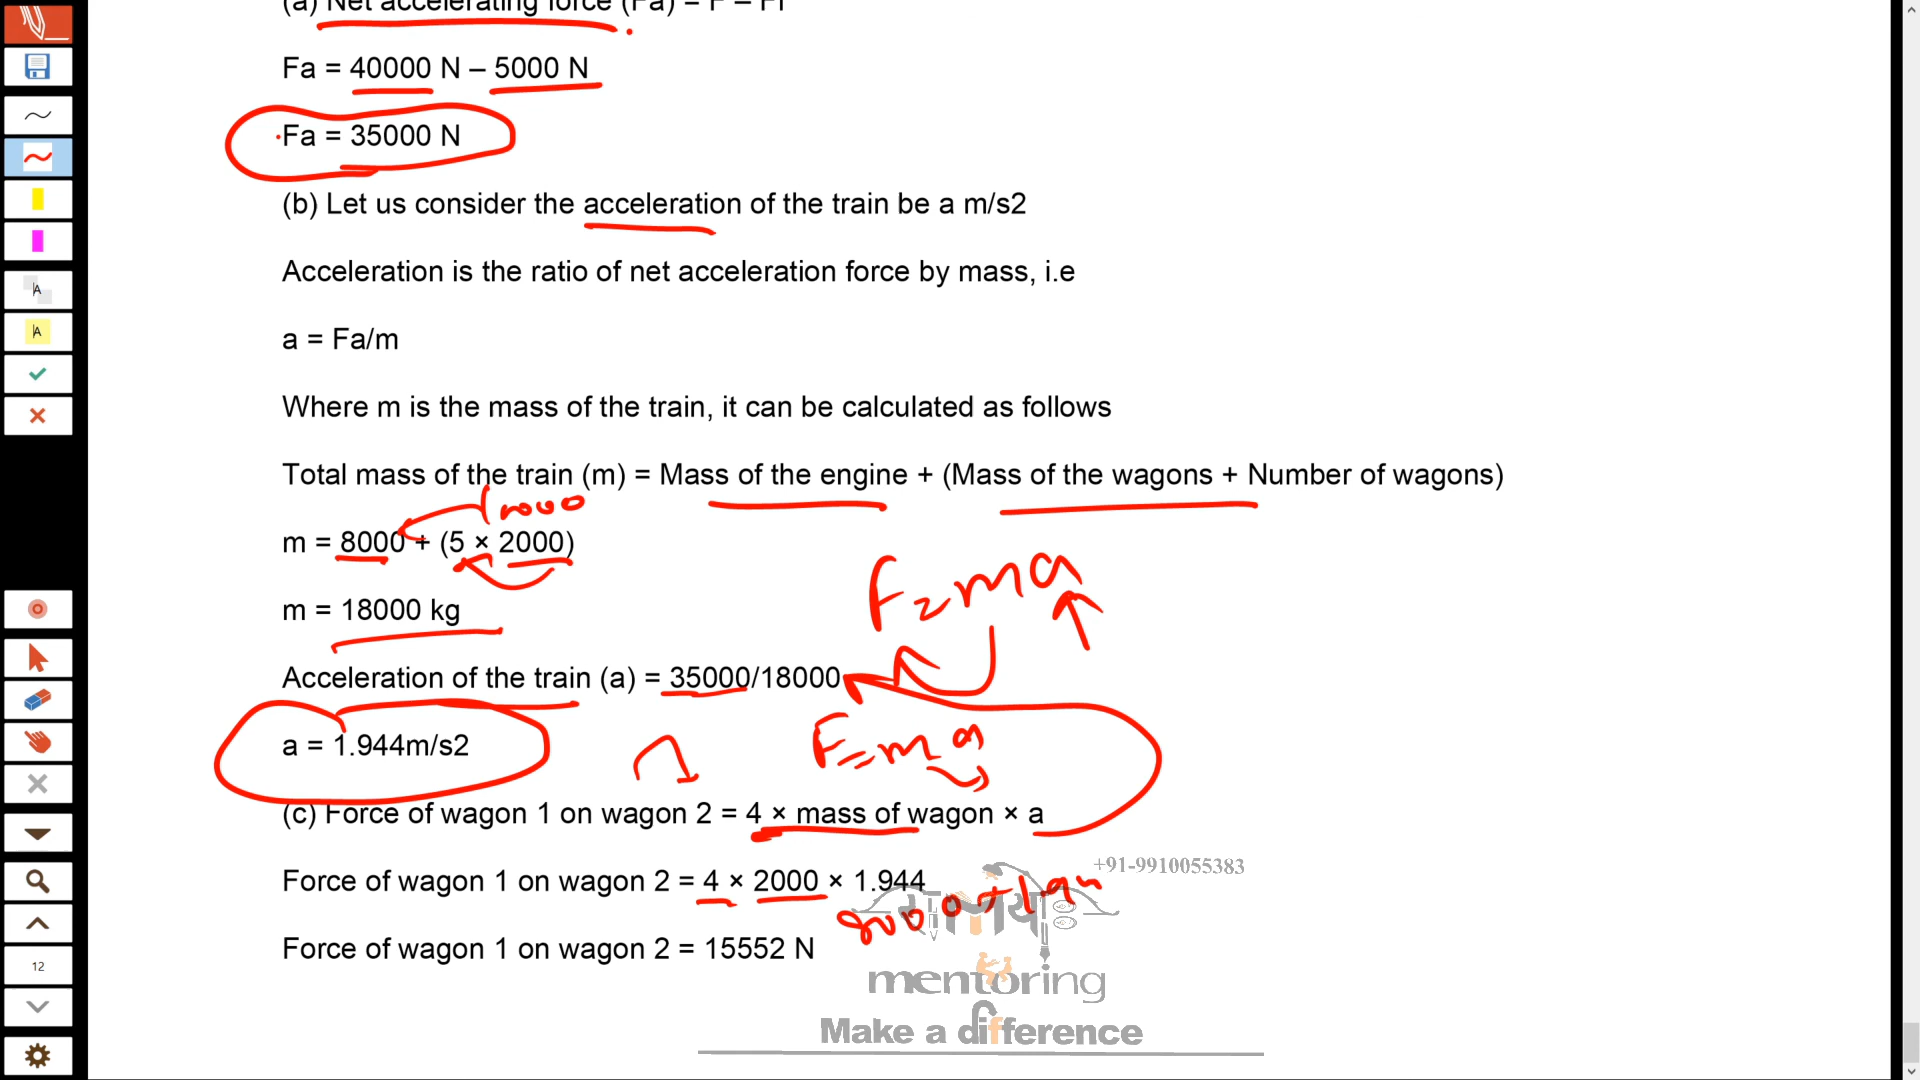 (a) Net accelerating force (Fa) = F – Ff
Fa = 40000 N – 5000 N
Fa = 35000 N
(b) Let us consider the acceleration of the train be a m/s2
Acceleration is the ratio of net acceleration force by mass, i.e
a = Fa/m
Where m is the mass of the train, it can be calculated as follows
Total mass of the train (m) = Mass of the engine + (Mass of the wagons + Number of wagons)
m = 8000 + (5 × 2000)
m = 18000 kg
F=ma
Acceleration of the train (a) = 35000/18000
a = 1.944m/s2
F=ma
(c) Force of wagon 1 on wagon 2 = 4 × mass of wagon × a
+91-9910055383
Force of wagon 1 on wagon 2 = 4 × 2000 × 1.944
Force of wagon 1 on wagon 2 = 15552 N
mentoring
Make a difference
12